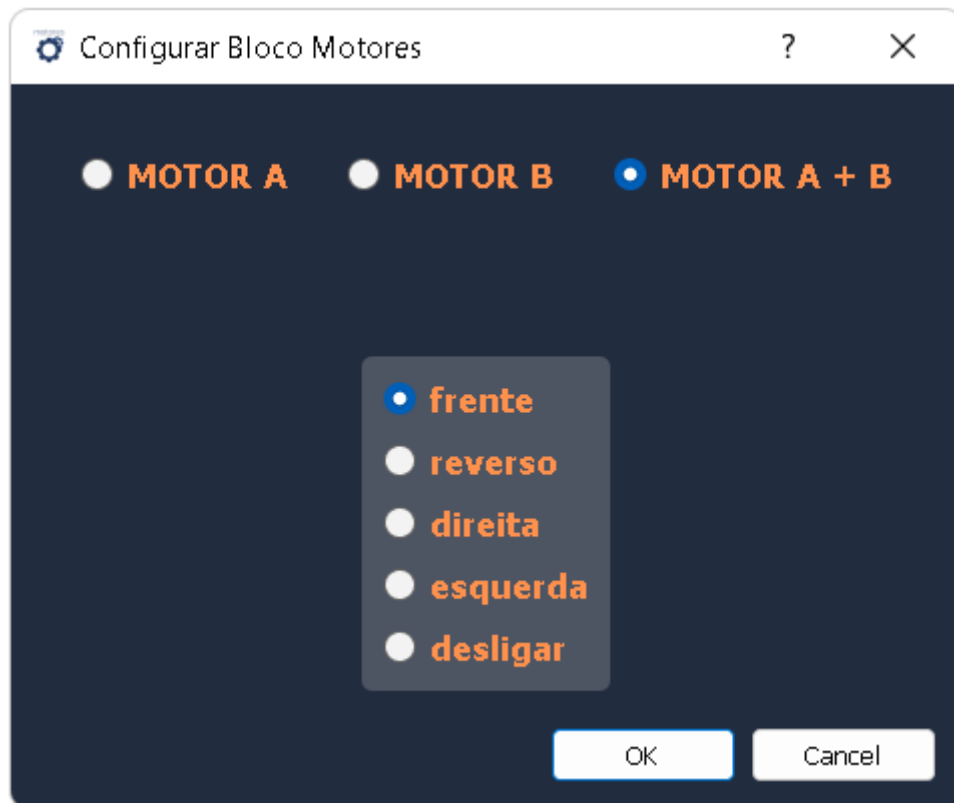 Configurar Bloco Motores ?
MOTOR A MOTOR B MOTOR A + B
frente
reverso
direita
esquerda
desligar
OK Cancel